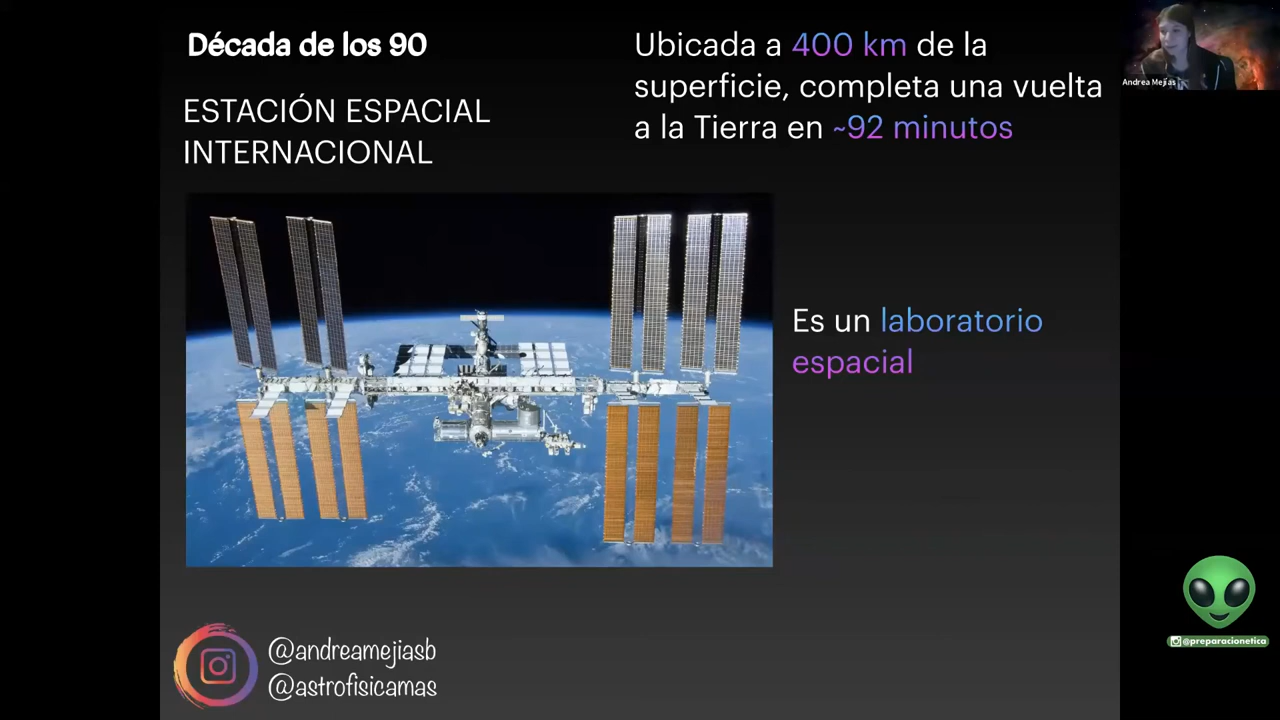 Década de los 90
ESTACIÓN ESPACIAL
INTERNACIONAL
Ubicada a 400 km de la
superficie, completa una vuelta
a la Tierra en ~92 minutos
Andrea Mejías
Es un laboratorio
espacial
@andreamejiasb
@astrofisicamas
@preparacionetica